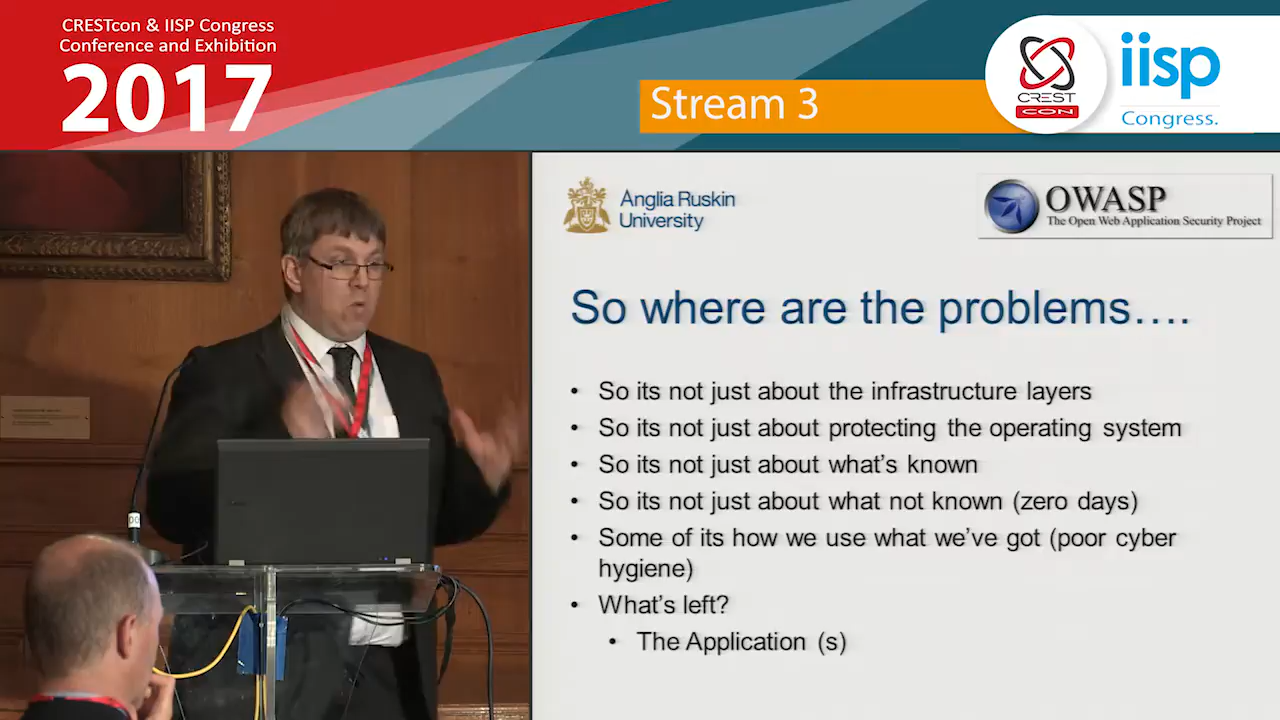 CRESTcon & IISP Congress
Conference and Exhibition
2017
Stream 3
CREST
CON
iisp
Congress.
Anglia Ruskin
University
OWASP
The Open Web Application Security Project
So where are the problems….
• So its not just about the infrastructure layers
• So its not just about protecting the operating system
• So its not just about what's known
• So its not just about what not known (zero days)
• Some of its how we use what we've got (poor cyber
hygiene)
• What's left?
• The Application (s)
DG